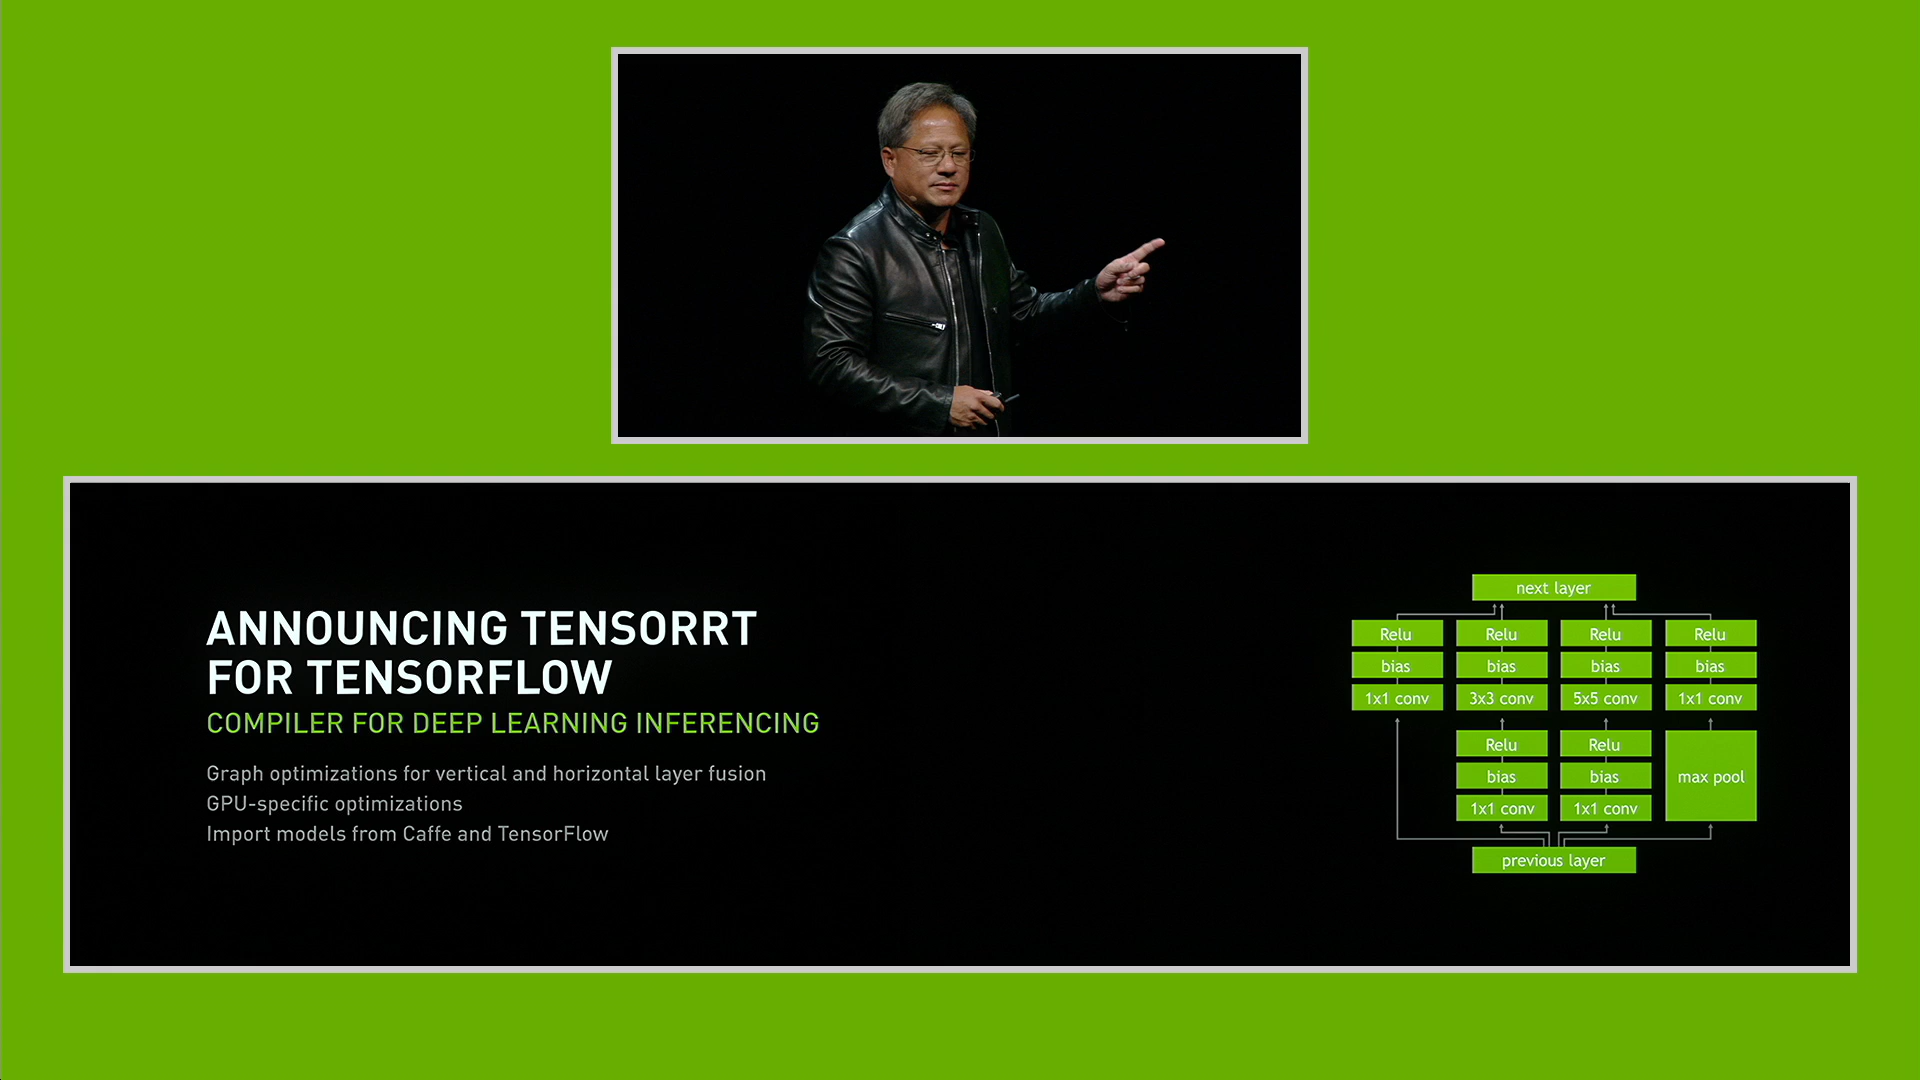 ANNOUNCING TENSORRT
FOR TENSORFLOW
COMPILER FOR DEEP LEARNING INFERENCING
Graph optimizations for vertical and horizontal layer fusion
GPU-specific optimizations
Import models from Caffe and TensorFlow
next layer
Relu Relu Relu Relu
bias bias bias bias
1x1 conv 3x3 conv 5x5 conv 1x1 conv
Relu Relu
bias bias max pool
1x1 conv 1x1 conv
previous layer